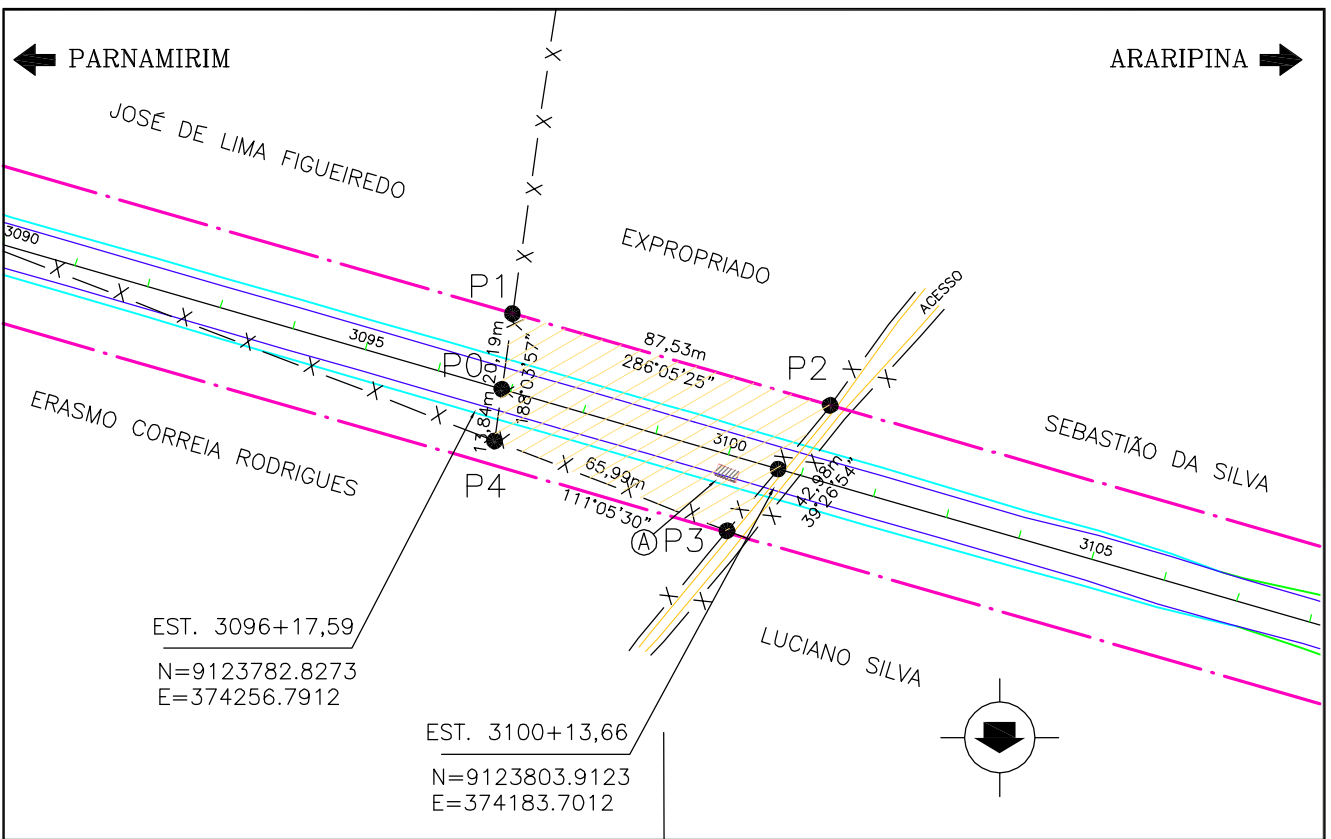 PARNAMIRIM
ARARIPINA
JOSÉ DE LIMA FIGUEIREDO
EXPROPRIADO
ACESSO
3090
P1
3095
87,53m
286°05'25"
P2
P0
20,19m
188°03'57"
13,84m
3100
ERASMO CORREIA RODRIGUES
SEBASTIÃO DA SILVA
P4
65,99m
111°05'30"
42,98m
39°26'54"
A
P3
3105
EST. 3096+17,59
N=9123782.8273
E=374256.7912
LUCIANO SILVA
EST. 3100+13,66
N=9123803.9123
E=374183.7012
X X X X X X X X X X X X X X X X X X X X X X X X